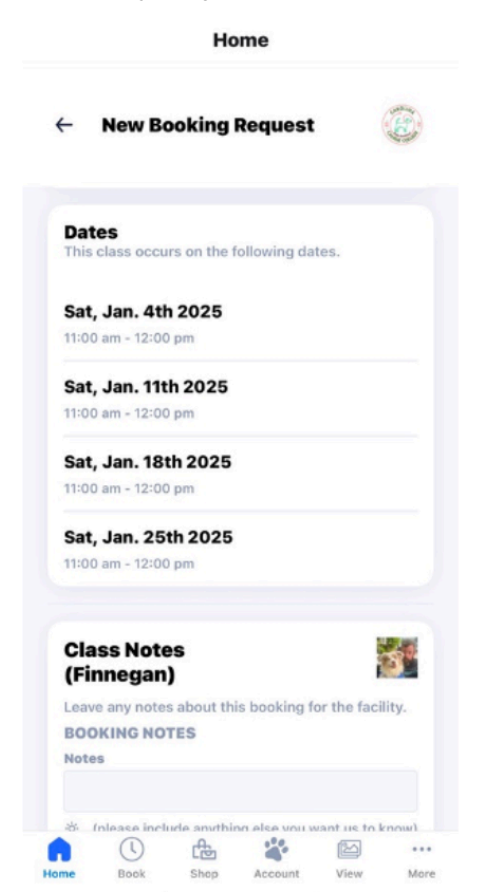 Home
New Booking Request
Dates
This class occurs on the following dates.
Sat, Jan. 4th 2025
11:00 am - 12:00 pm
Sat, Jan. 11th 2025
11:00 am - 12:00 pm
Sat, Jan. 18th 2025
11:00 am - 12:00 pm
Sat, Jan. 25th 2025
11:00 am - 12:00 pm
Class Notes
(Finnegan)
Leave any notes about this booking for the facility.
BOOKING NOTES
Notes
(please include anything else you want us to know)
Home Book Shop Account View More